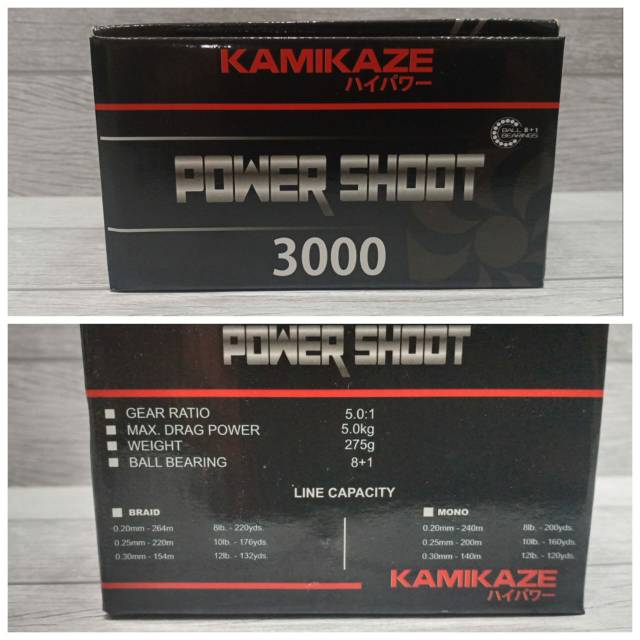 KAMIKAZE
ハイパワー
BALL 8+1
BEARINGS
POWER SHOOT
3000
POWER SHOOT
GEAR RATIO 5.0:1
MAX. DRAG POWER 5.0kg
WEIGHT 275g
BALL BEARING 8+1
LINE CAPACITY
BRAID
0.20mm - 264m 8lb. - 220yds.
0.25mm - 220m 10lb. - 176yds.
0.30mm - 154m 12lb. - 132yds.
MONO
0.20mm - 240m 8lb. - 200yds.
0.25mm - 200m 10lb. - 160yds.
0.30mm - 140m 12lb. - 120yds.
KAMIKAZE
ハイパワー